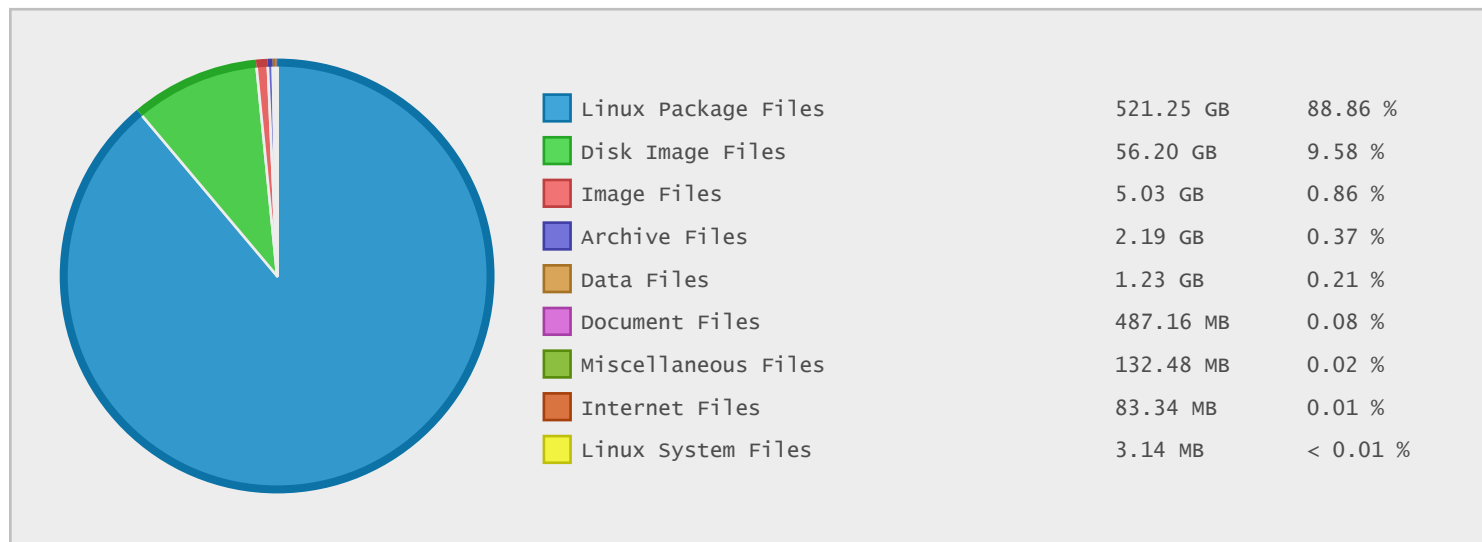 Linux Package Files 521.25 GB 88.86 %
Disk Image Files 56.20 GB 9.58 %
Image Files 5.03 GB 0.86 %
Archive Files 2.19 GB 0.37 %
Data Files 1.23 GB 0.21 %
Document Files 487.16 MB 0.08 %
Miscellaneous Files 132.48 MB 0.02 %
Internet Files 83.34 MB 0.01 %
Linux System Files 3.14 MB < 0.01 %